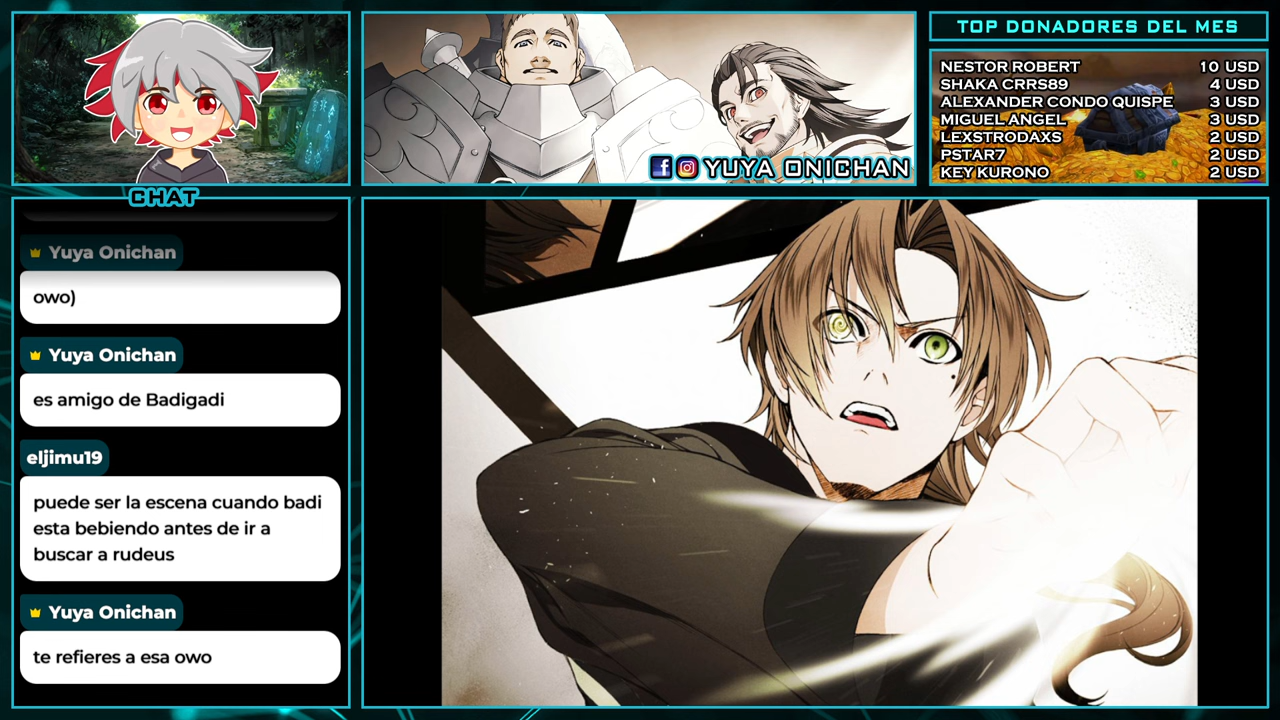 TOP DONADORES DEL MES
NESTOR ROBERT 10 USD
SHAKA CRRS89 4 USD
ALEXANDER CONDO QUISPE 3 USD
MIGUEL ANGEL 3 USD
LEXSTRODAXS 2 USD
PSTAR7 2 USD
KEY KURONO 2 USD
YUYA ONICHAN
CHAT
Yuya Onichan
owo)
Yuya Onichan
es amigo de Badigadi
eljimu19
puede ser la escena cuando badi
esta bebiendo antes de ir a
buscar a rudeus
Yuya Onichan
te refieres a esa owo